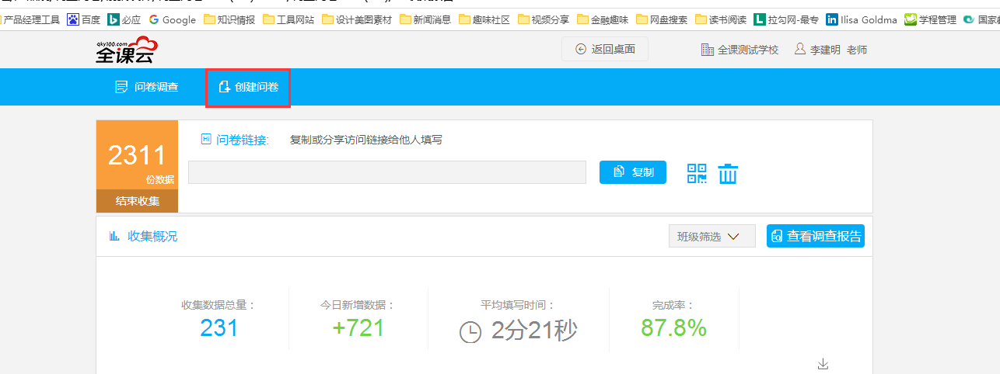 产品经理工具 百度 必应 Google 知识情报 工具网站 设计美图素材 新闻消息 趣味社区 视频分享 金融趣味 网盘搜索 读书阅读 拉勾网-最专 Ilisa Goldma 学程管理 国家教
qky100.com
全课云
返回桌面 全课测试学校 李建明 老师
问卷调查 创建问卷
2311
份数据
结束收集
问卷链接: 复制或分享访问链接给他人填写
复制
收集概况 班级筛选 查看调查报告
收集数据总量: 今日新增数据: 平均填写时间: 完成率:
231 +721 2分21秒 87.8%